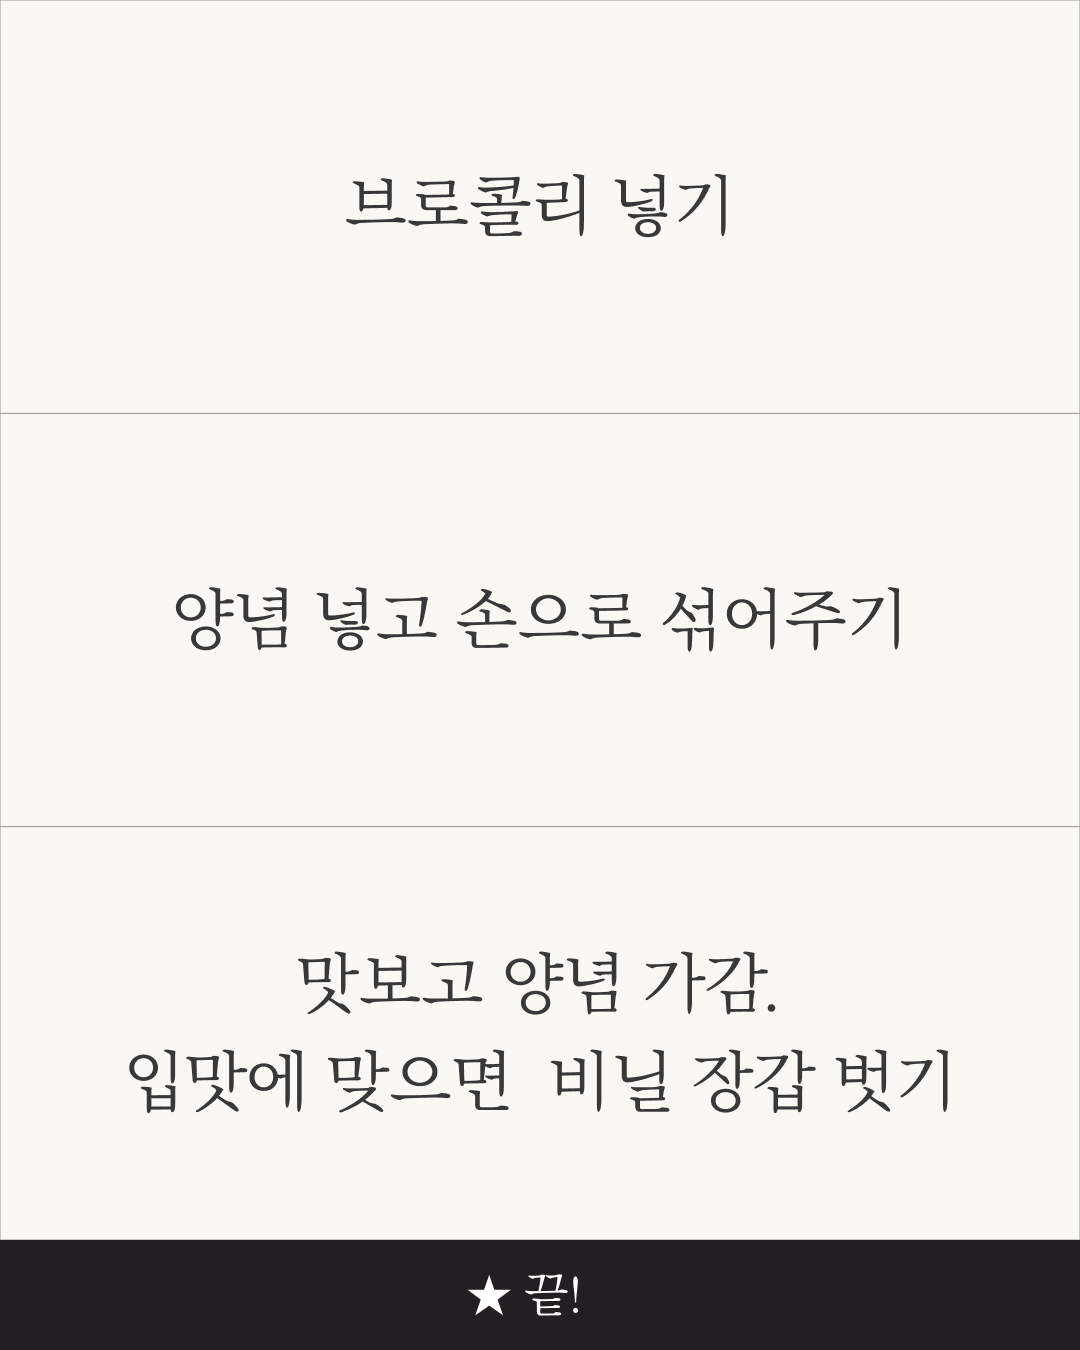 브로콜리 넣기
양념 넣고 손으로 섞어주기
맛보고 양념 가감.
입맛에 맞으면  비닐 장갑 벗기
★ 끝!